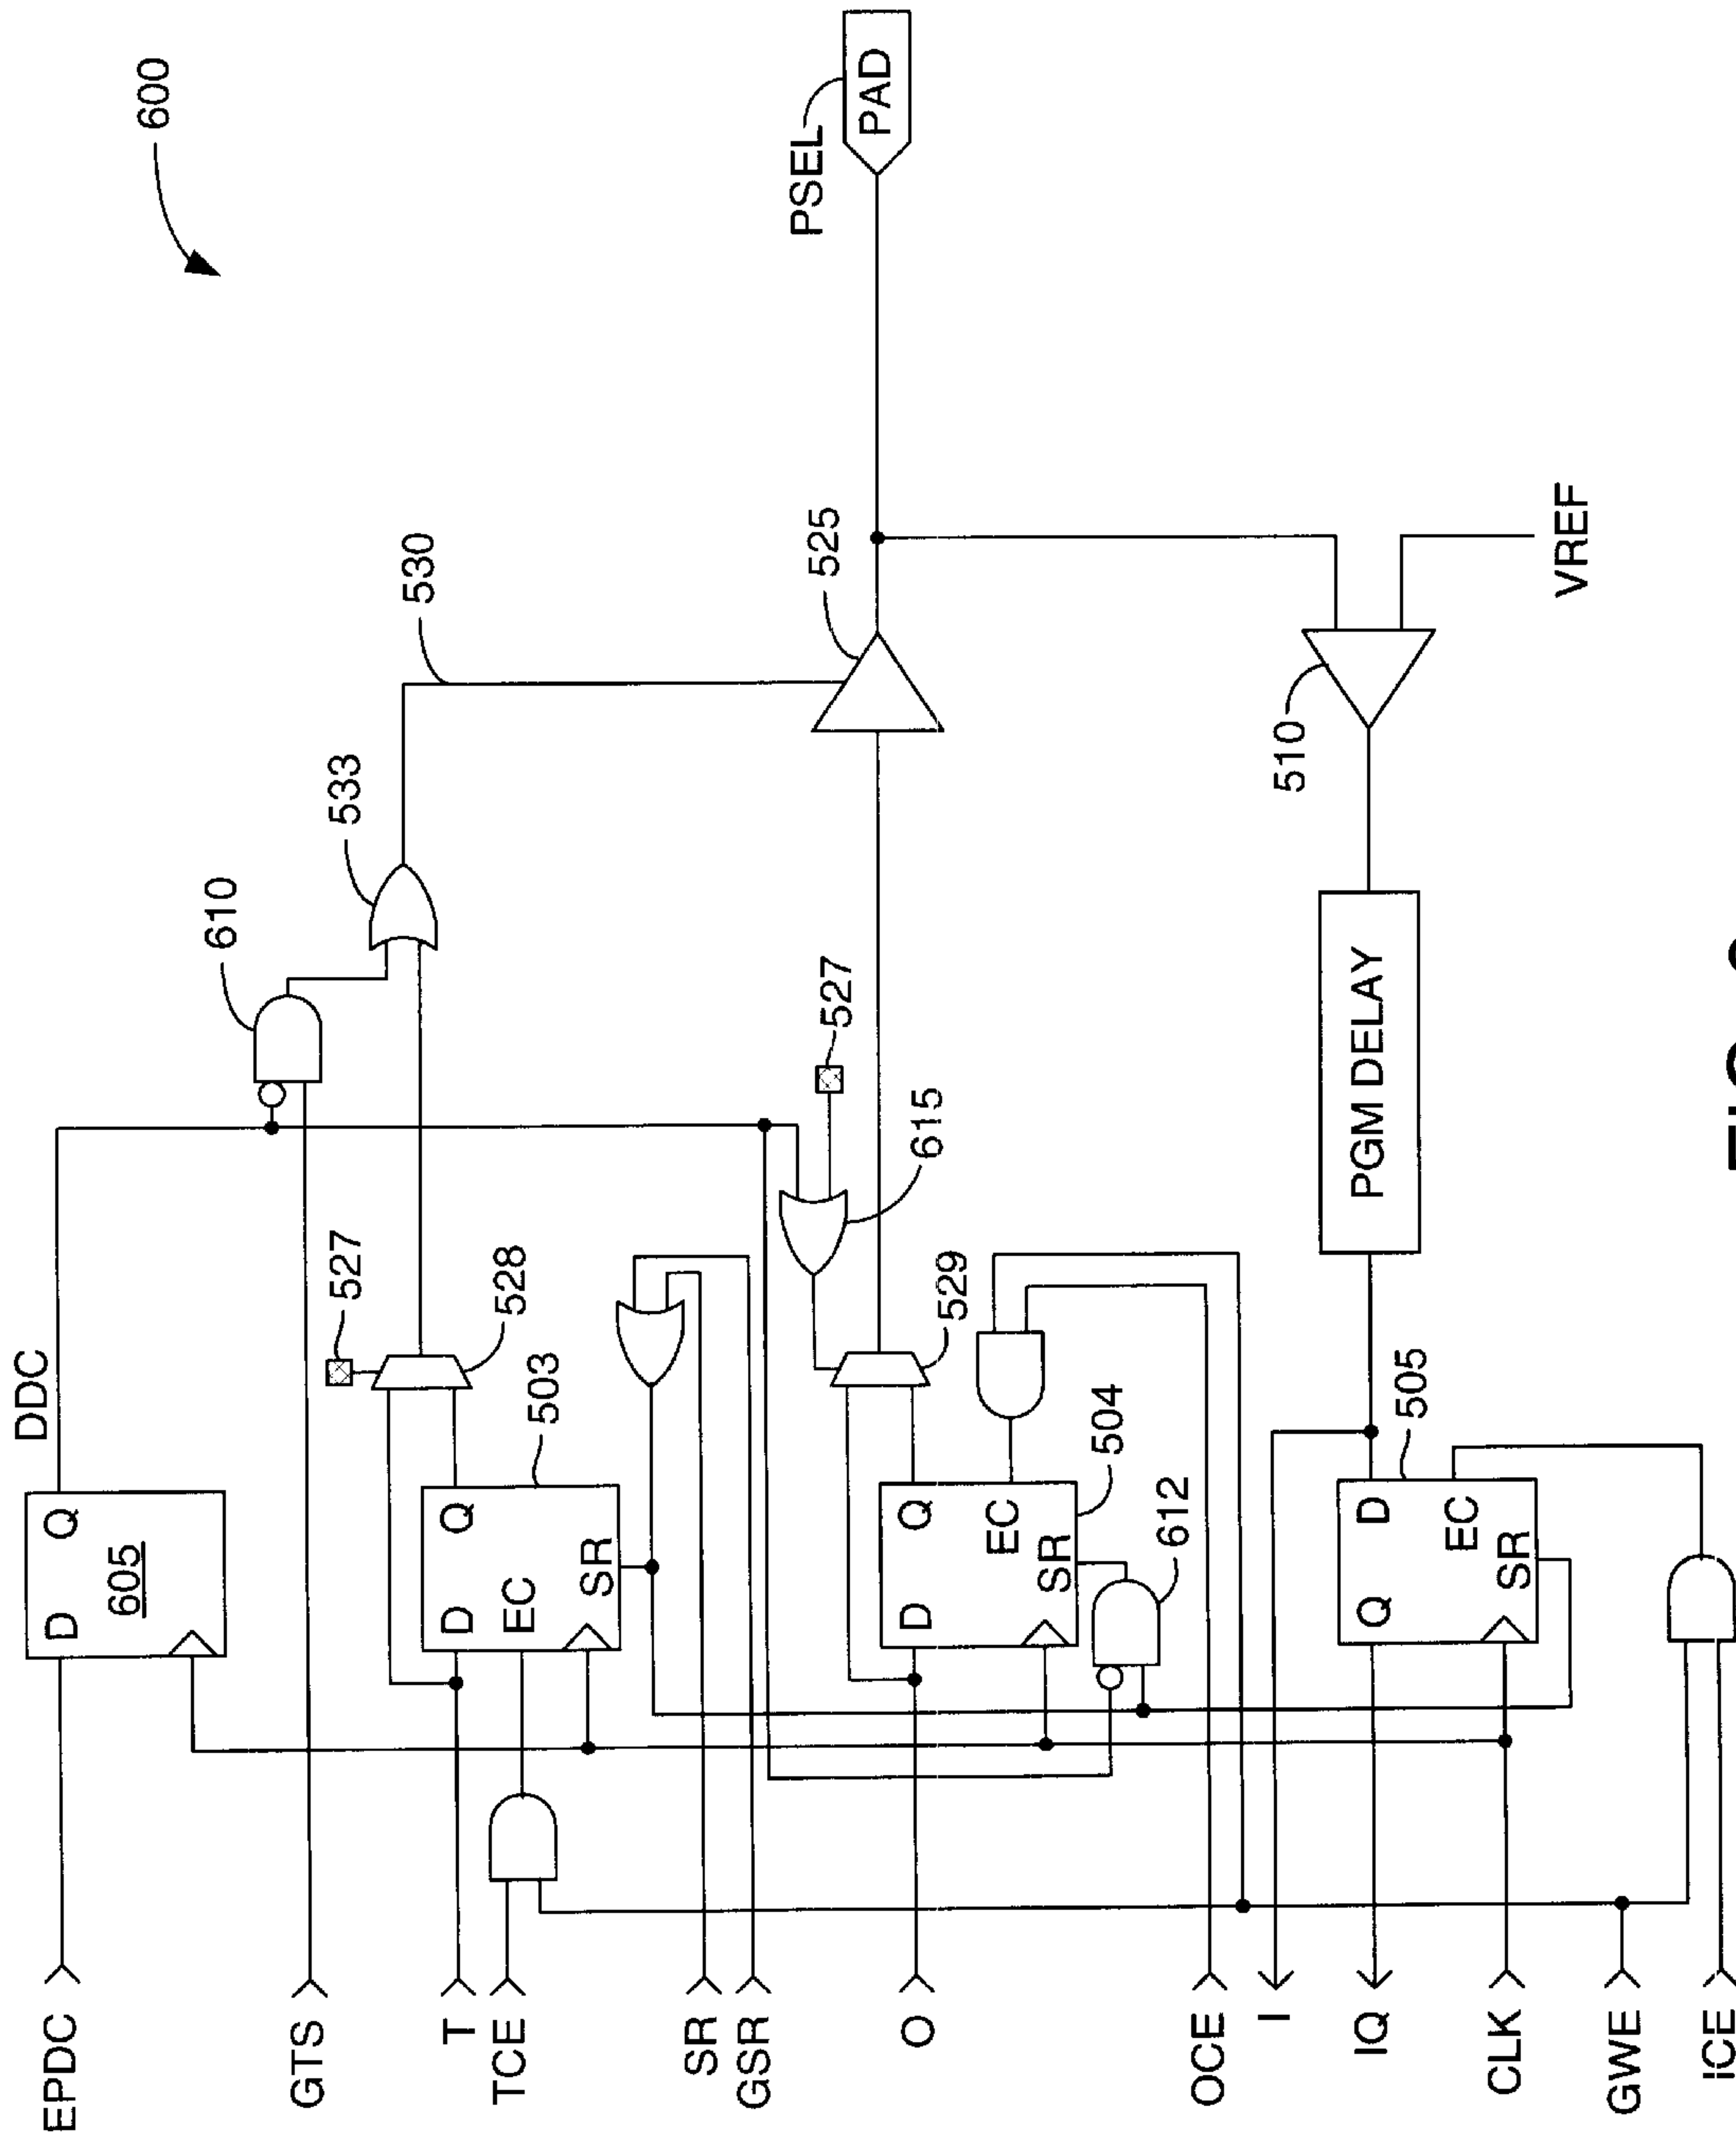 600
EPDC
D
605
Q
DDC
GTS
610
533
530
T
TCE
D
Q
EC
SR
503
527
528
SR
GSR
525
PSEL
PAD
O
D
Q
EC
SR
504
529
527
615
612
OCE
I
IQ
Q
D
EC
SR
505
PGM DELAY
510
VREF
CLK
GWE
ICE